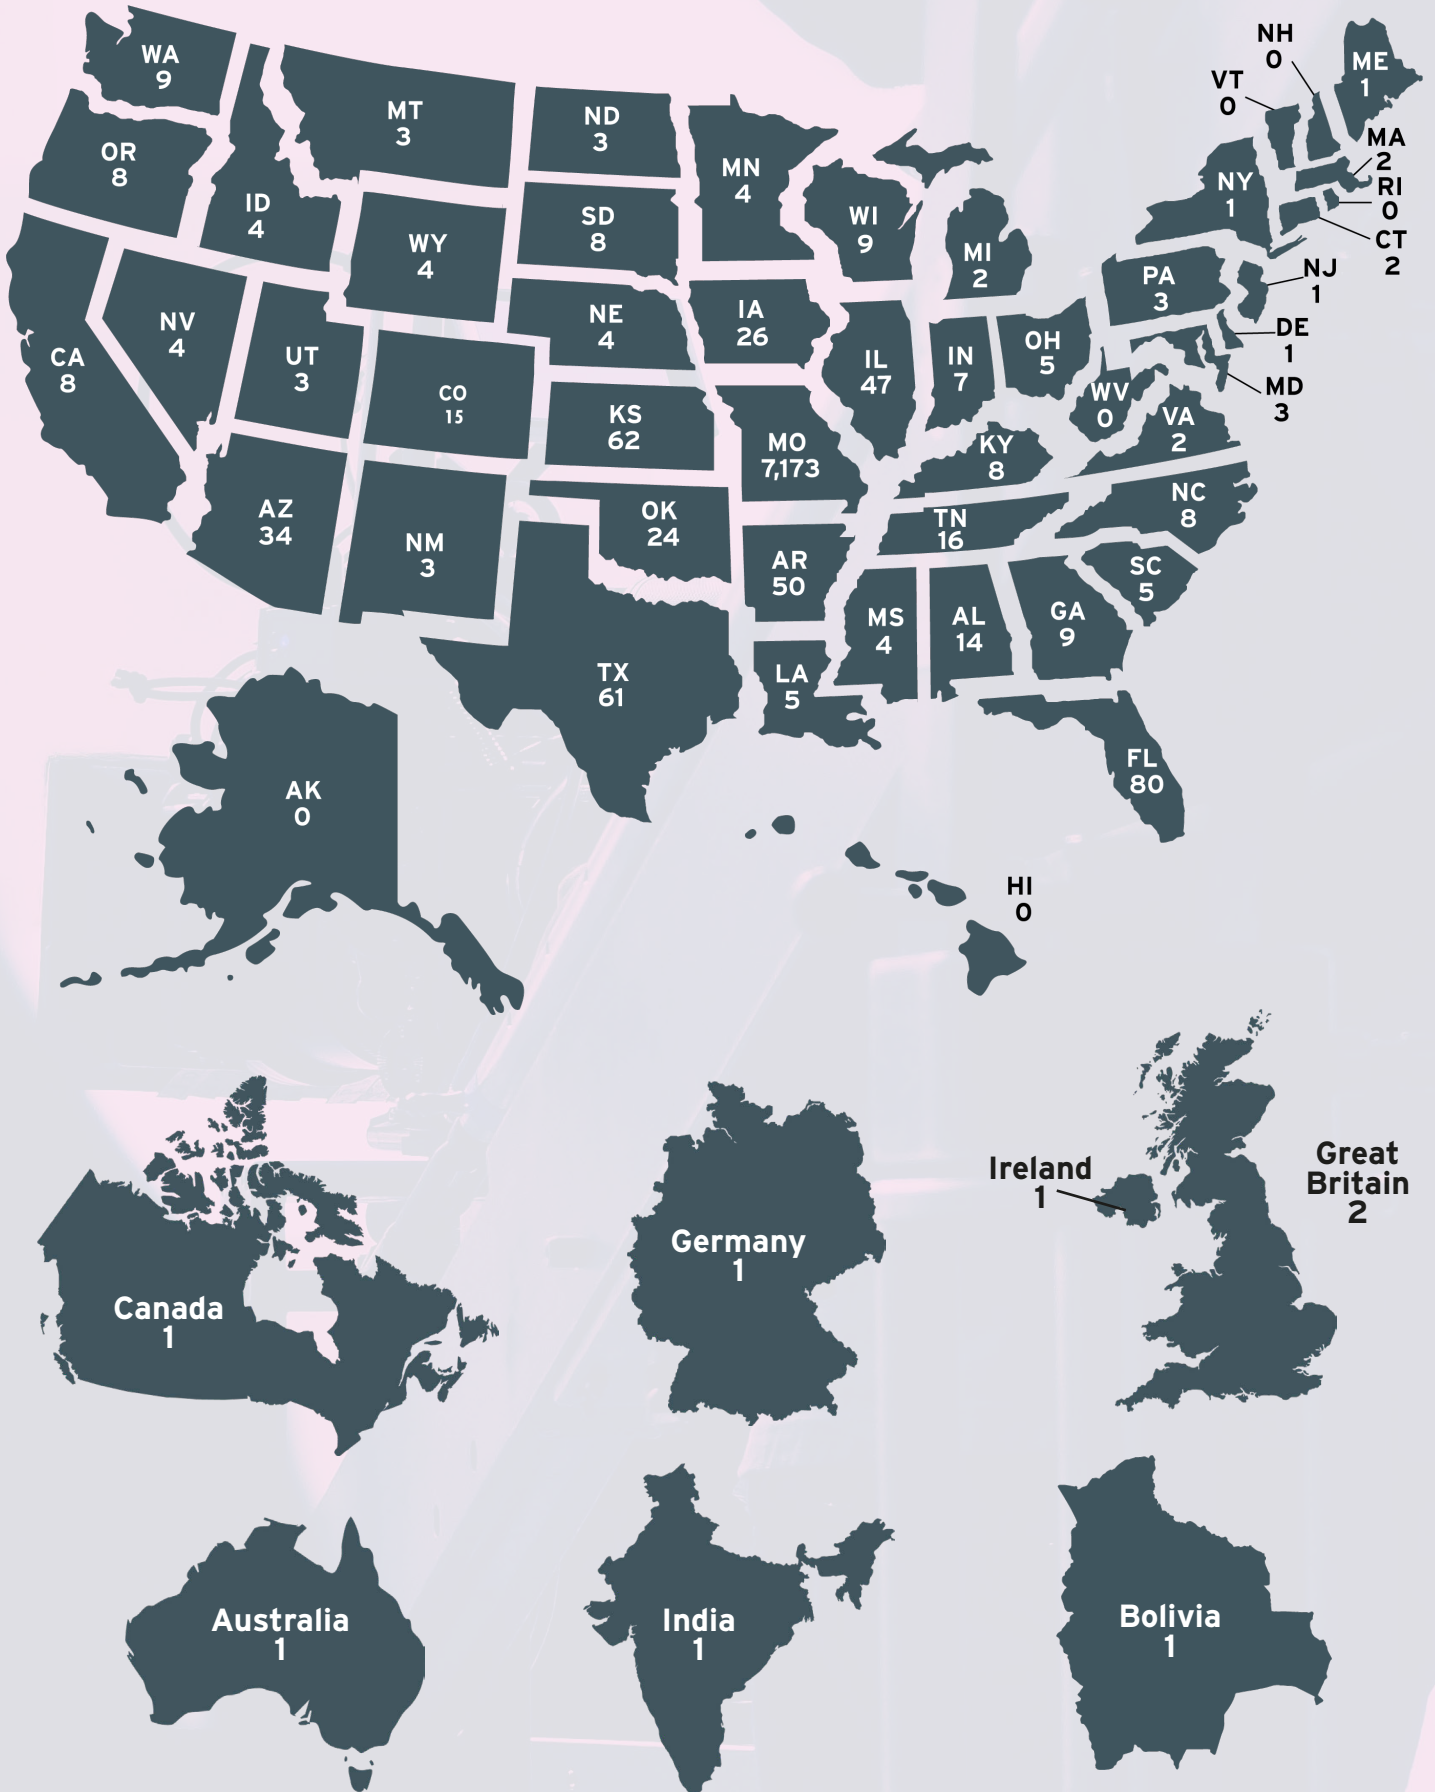 WA
9
OR
8
CA
8
ID
4
NV
4
MT
3
WY
4
UT
3
CO
15
AZ
34
NM
3
ND
3
SD
8
NE
4
KS
62
OK
24
TX
61
MN
4
IA
26
MO
7,173
AR
50
LA
5
WI
9
IL
47
MI
2
IN
7
OH
5
KY
8
TN
16
MS
4
AL
14
GA
9
FL
80
SC
5
NC
8
VA
2
WV
0
PA
3
NY
1
VT
0
NH
0
ME
1
MA
2
RI
0
CT
2
NJ
1
DE
1
MD
3
AK
0
HI
0
Canada
1
Germany
1
Ireland
1
Great
Britain
2
Australia
1
India
1
Bolivia
1